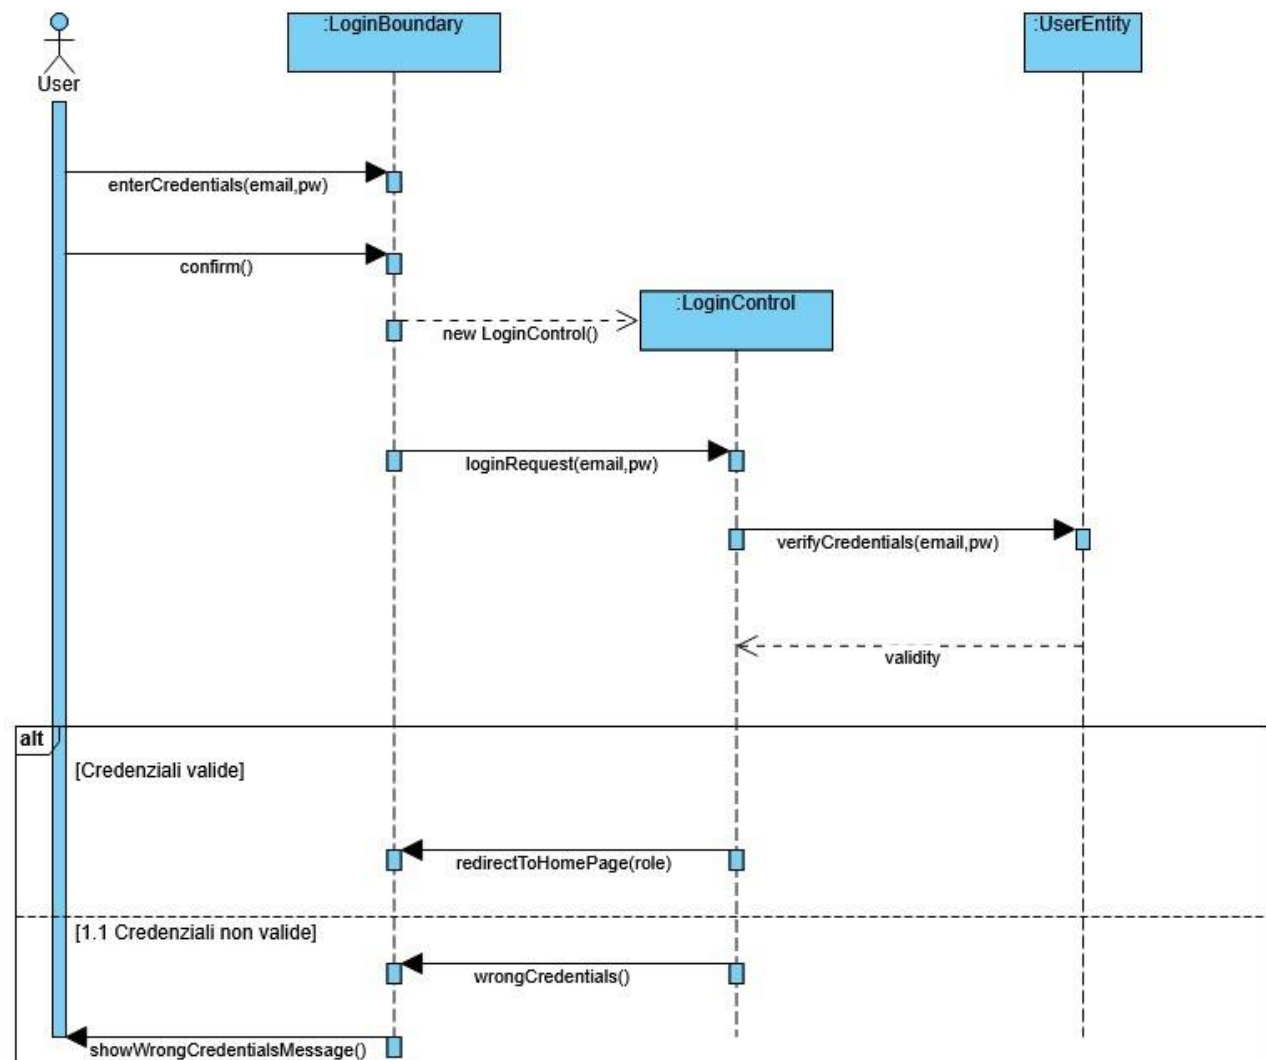 :LoginBoundary
:UserEntity
User
enterCredentials(email,pw)
confirm()
:LoginControl
new LoginControl()
loginRequest(email,pw)
verifyCredentials(email,pw)
validity
alt
[Credenziali valide]
redirectToHomePage(role)
[1.1 Credenziali non valide]
wrongCredentials()
showWrongCredentialsMessage()